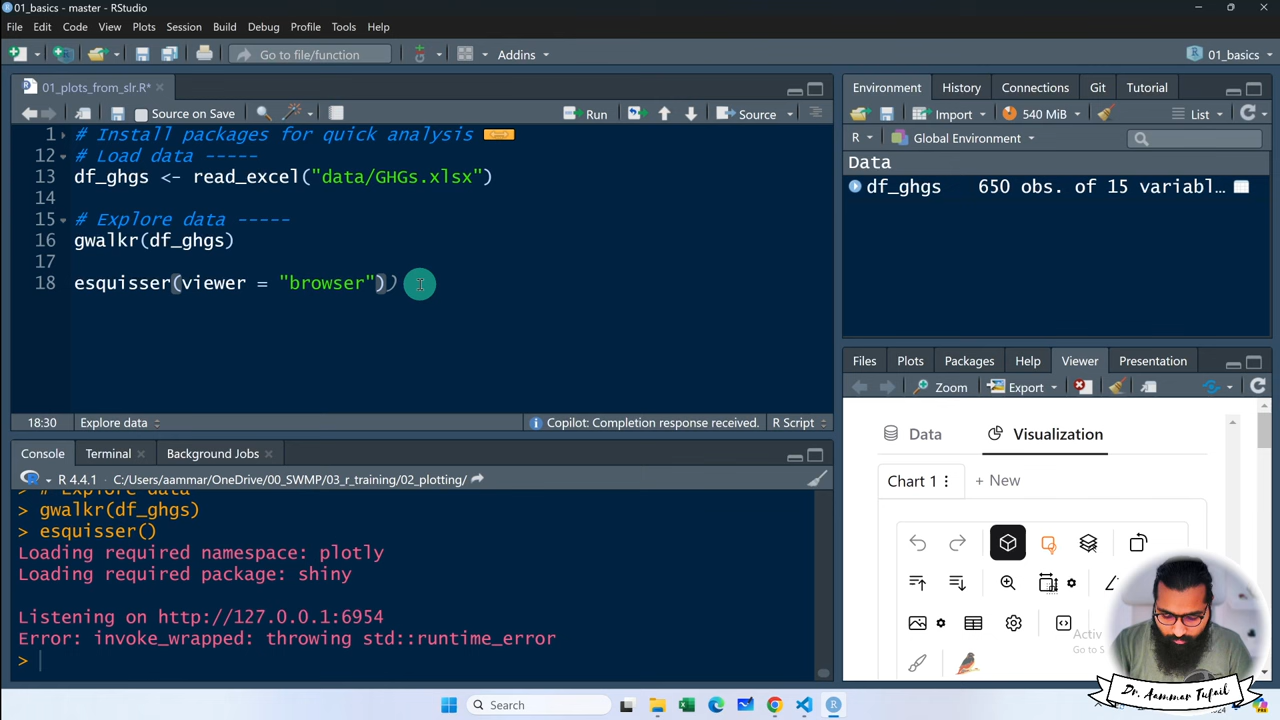 01_basics - master - RStudio
File Edit Code View Plots Session Build Debug Profile Tools Help
Go to file/function Addins 01_basics
01_plots_from_slr.R*
Source on Save Run Source
1 # Install packages for quick analysis
12 # Load data -----
13 df_ghgs <- read_excel("data/GHGs.xlsx")
14
15 # Explore data -----
16 gwalkr(df_ghgs)
17
18 esquisser(viewer = "browser"))
18:30 Explore data Copilot: Completion response received. R Script
Console Terminal Background Jobs
R 4.4.1 · C:/Users/aammar/OneDrive/00_SWMP/03_r_training/02_plotting/
> # Explore data
> gwalkr(df_ghgs)
> esquisser()
Loading required namespace: plotly
Loading required package: shiny
Listening on http://127.0.0.1:6954
Error: invoke_wrapped: throwing std::runtime_error
>
Environment History Connections Git Tutorial
Import 540 MiB List
R Global Environment
Data
df_ghgs 650 obs. of 15 variabl…
Files Plots Packages Help Viewer Presentation
Zoom Export
Data Visualization
Chart 1 + New
Activ
Go to S
Dr. Aammar Tufail
Search